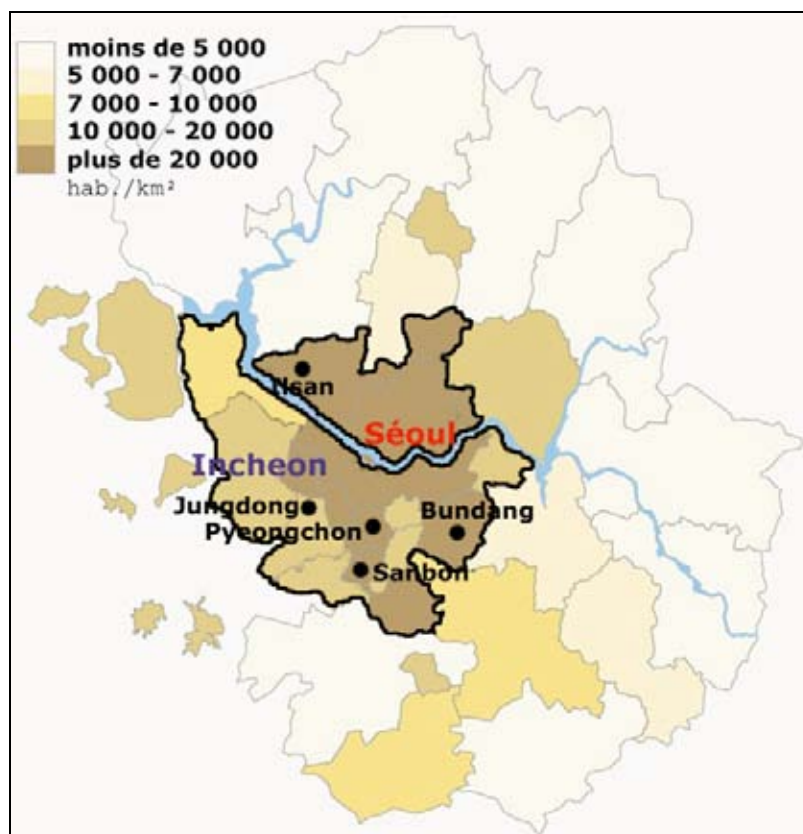 moins de 5 000
5 000 - 7 000
7 000 - 10 000
10 000 - 20 000
plus de 20 000
hab./km²
Ilsan
Séoul
Incheon
Jungdong
Bundang
Pyeongchon
Sanbon